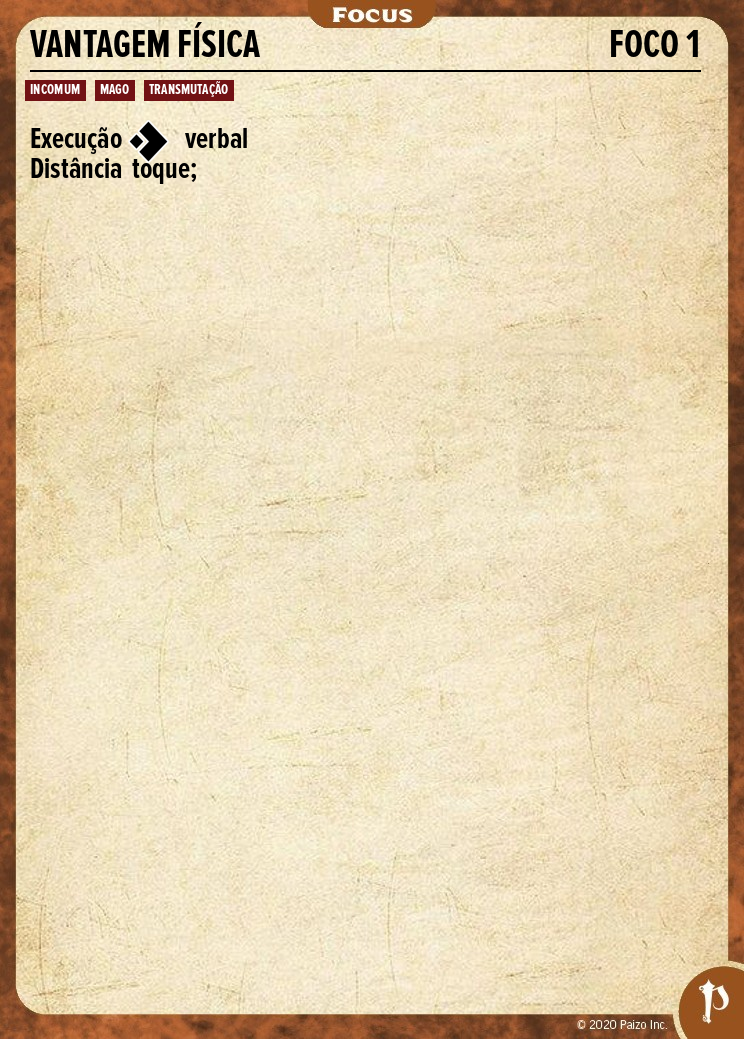 Focus
VANTAGEM FÍSICA FOCO 1
INCOMUM MAGO TRANSMUTAÇÃO
Execução verbal
Distância toque;
© 2020 Paizo Inc.